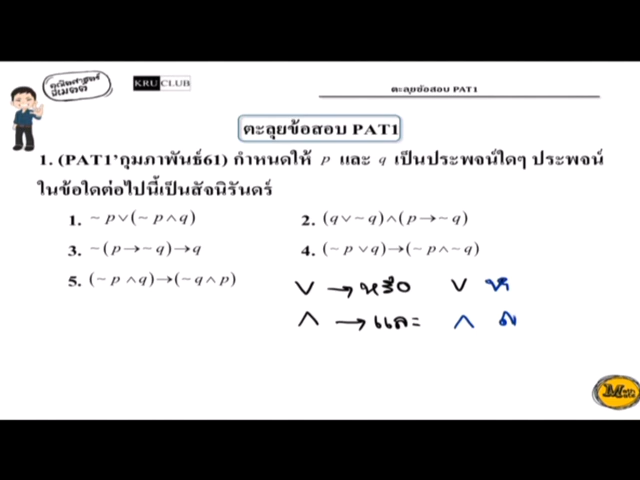 คณิตศาสตร์
KRU CLUB
ตะลุยข้อสอบ PAT1
ตะลุยข้อสอบ PAT1
1. (PAT1’กุมภาพันธ์61) กำหนดให้ p และ q เป็นประพจน์ใดๆ ประพจน์
ในข้อใดต่อไปนี้เป็นสัจนิรันดร์
1. ~p∨(~p∧q) 2. (q∨~q)∧(p→~q)
3. ~(p→~q)→q 4. (~p∨q)→(~p∧~q)
5. (~p∧q)→(~q∧p)
∨ → หรือ ∨ ห
∧ → และ ∧ ล
Math